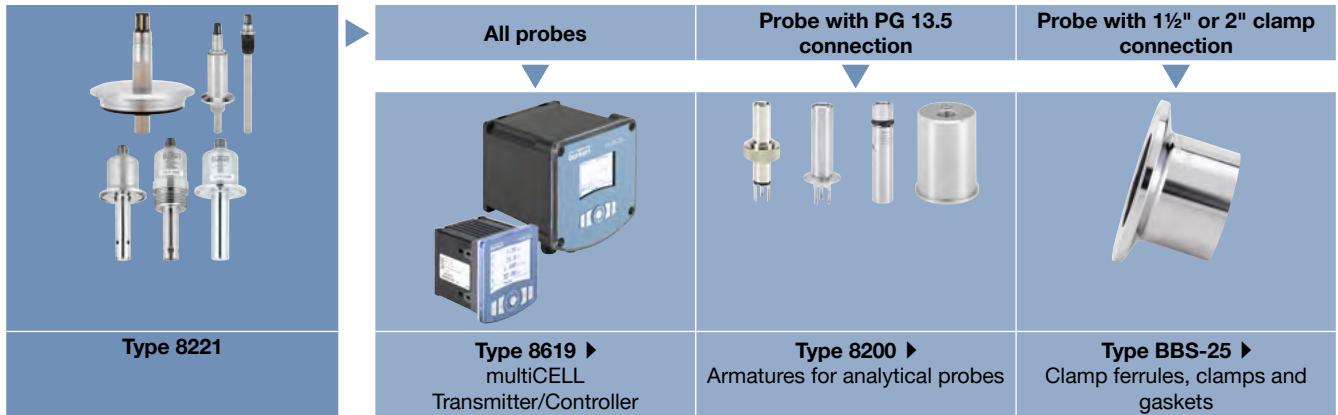 All probes
Probe with PG 13.5
connection
Probe with 1½" or 2" clamp
connection
Type 8221
Type 8619
multiCELL
Transmitter/Controller
Type 8200
Armatures for analytical probes
Type BBS-25
Clamp ferrules, clamps and
gaskets